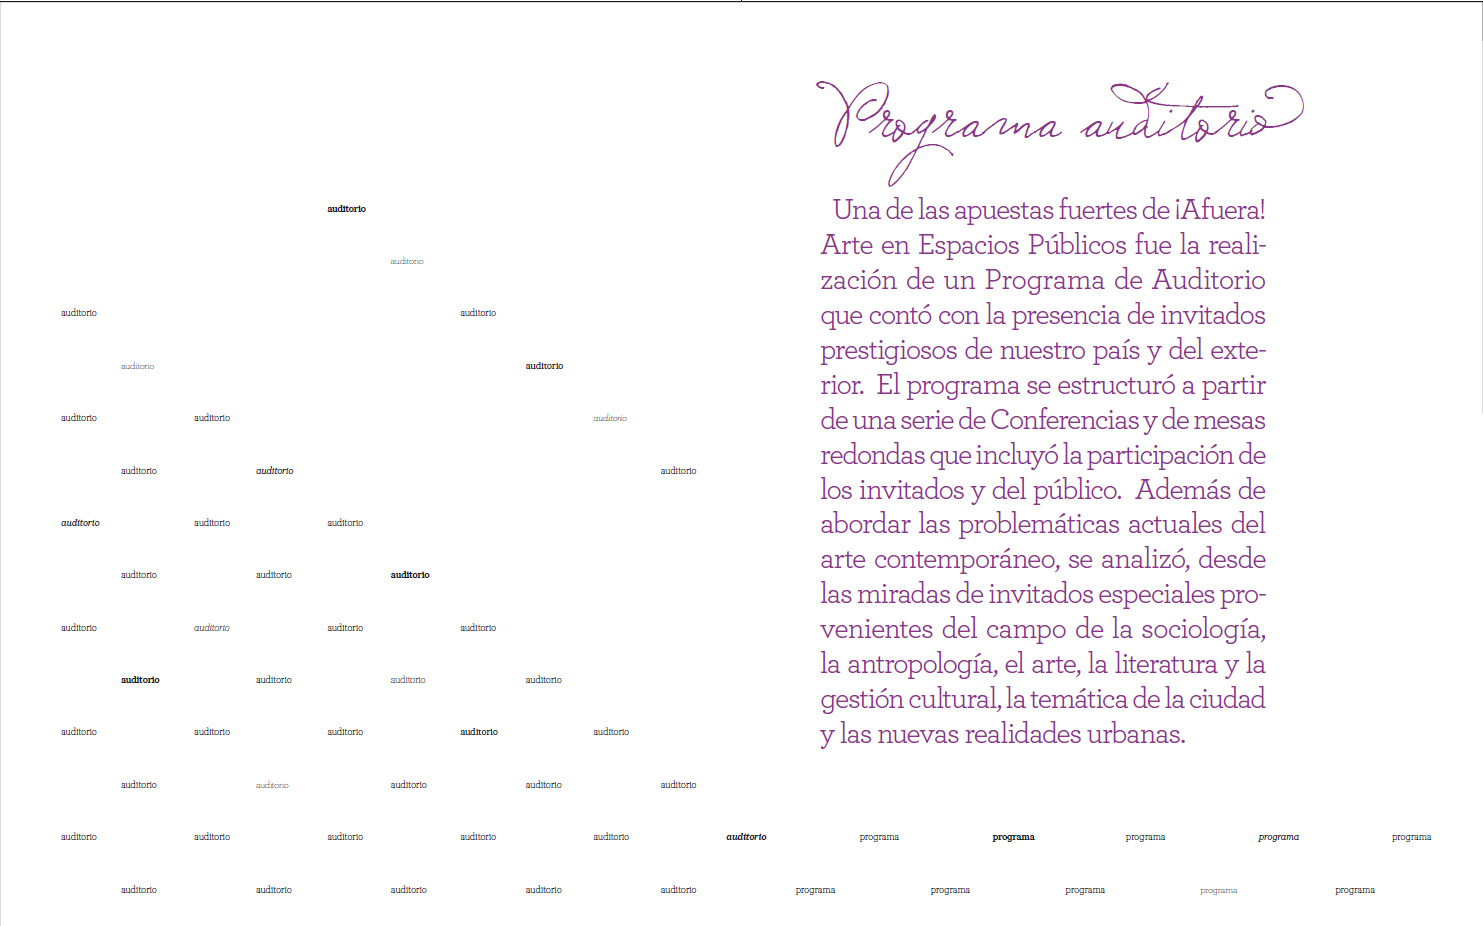 Programa auditorio
Una de las apuestas fuertes de ¡Afuera!
Arte en Espacios Públicos fue la reali-
zación de un Programa de Auditorio
que contó con la presencia de invitados
prestigiosos de nuestro país y del exte-
rior.  El programa se estructuró a partir
de una serie de Conferencias y de mesas
redondas que incluyó la participación de
los invitados y del público.  Además de
abordar las problemáticas actuales del
arte contemporáneo, se analizó, desde
las miradas de invitados especiales pro-
venientes del campo de la sociología,
la antropología, el arte, la literatura y la
gestión cultural, la temática de la ciudad
y las nuevas realidades urbanas.
auditorio
auditorio
auditorio auditorio
auditorio auditorio
auditorio auditorio auditorio
auditorio auditorio auditorio
auditorio auditorio auditorio
auditorio auditorio auditorio
auditorio auditorio auditorio auditorio
auditorio auditorio auditorio auditorio
auditorio auditorio auditorio auditorio auditorio
auditorio auditorio auditorio auditorio auditorio
auditorio auditorio auditorio auditorio auditorio auditorio programa programa programa programa programa
auditorio auditorio auditorio auditorio auditorio programa programa programa programa programa